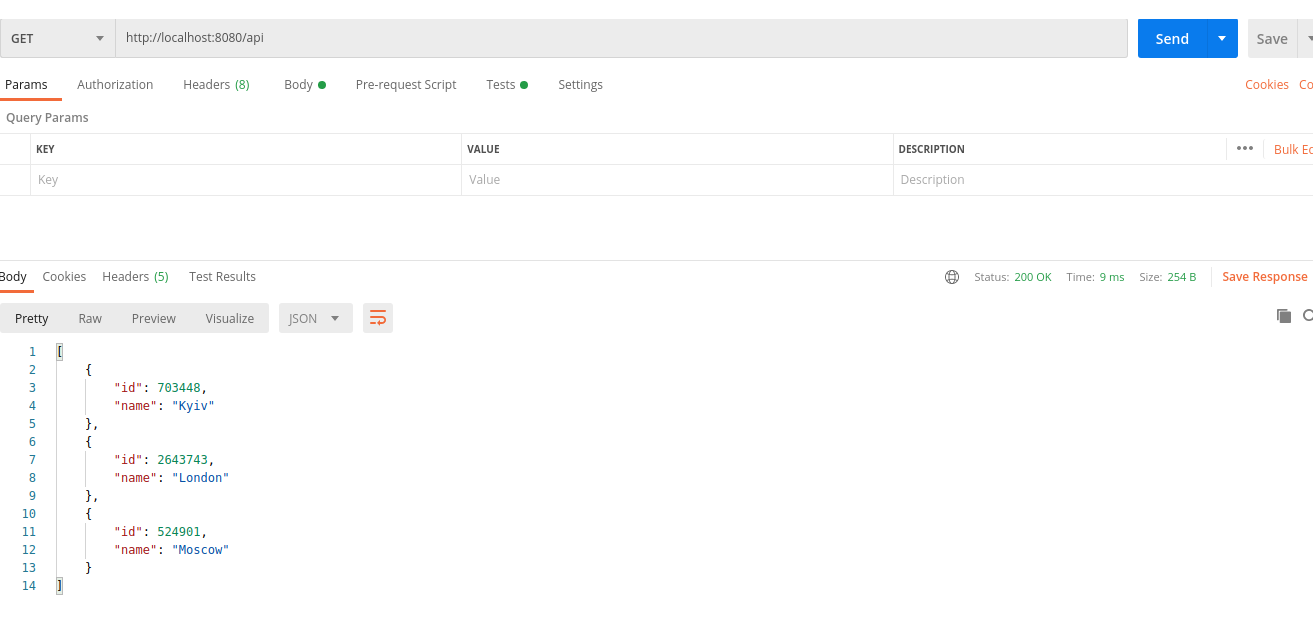 GET http://localhost:8080/api Send Save
Params Authorization Headers (8) Body Pre-request Script Tests Settings Cookies Co
Query Params
KEY VALUE DESCRIPTION ••• Bulk Ed
Key Value Description
Body Cookies Headers (5) Test Results Status: 200 OK Time: 9 ms Size: 254 B Save Response
Pretty Raw Preview Visualize JSON
1 [
2 {
3 "id": 703448,
4 "name": "Kyiv"
5 },
6 {
7 "id": 2643743,
8 "name": "London"
9 },
10 {
11 "id": 524901,
12 "name": "Moscow"
13 }
14 ]